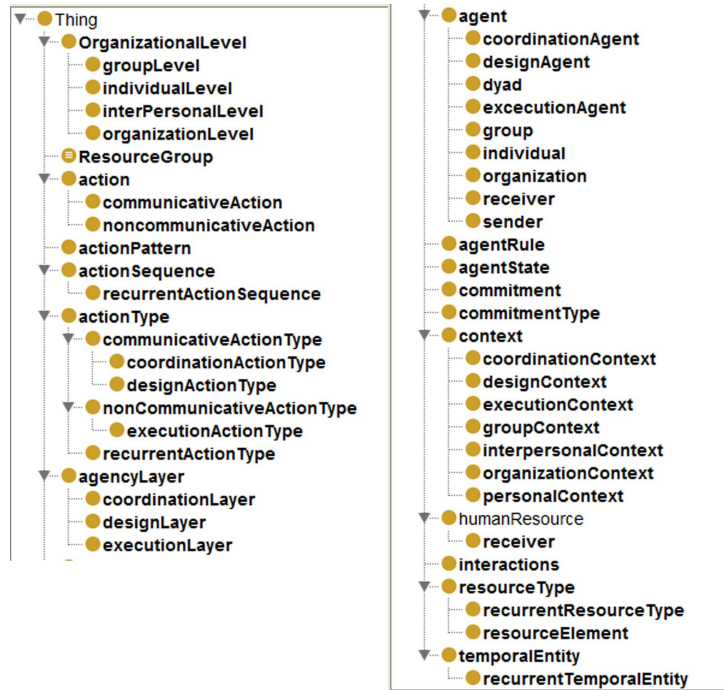 Thing
OrganizationalLevel
groupLevel
individualLevel
interPersonalLevel
organizationLevel
ResourceGroup
action
communicativeAction
noncommunicativeAction
actionPattern
actionSequence
recurrentActionSequence
actionType
communicativeActionType
coordinationActionType
designActionType
nonCommunicativeActionType
executionActionType
recurrentActionType
agencyLayer
coordinationLayer
designLayer
executionLayer
agent
coordinationAgent
designAgent
dyad
excecutionAgent
group
individual
organization
receiver
sender
agentRule
agentState
commitment
commitmentType
context
coordinationContext
designContext
executionContext
groupContext
interpersonalContext
organizationContext
personalContext
humanResource
receiver
interactions
resourceType
recurrentResourceType
resourceElement
temporalEntity
recurrentTemporalEntity